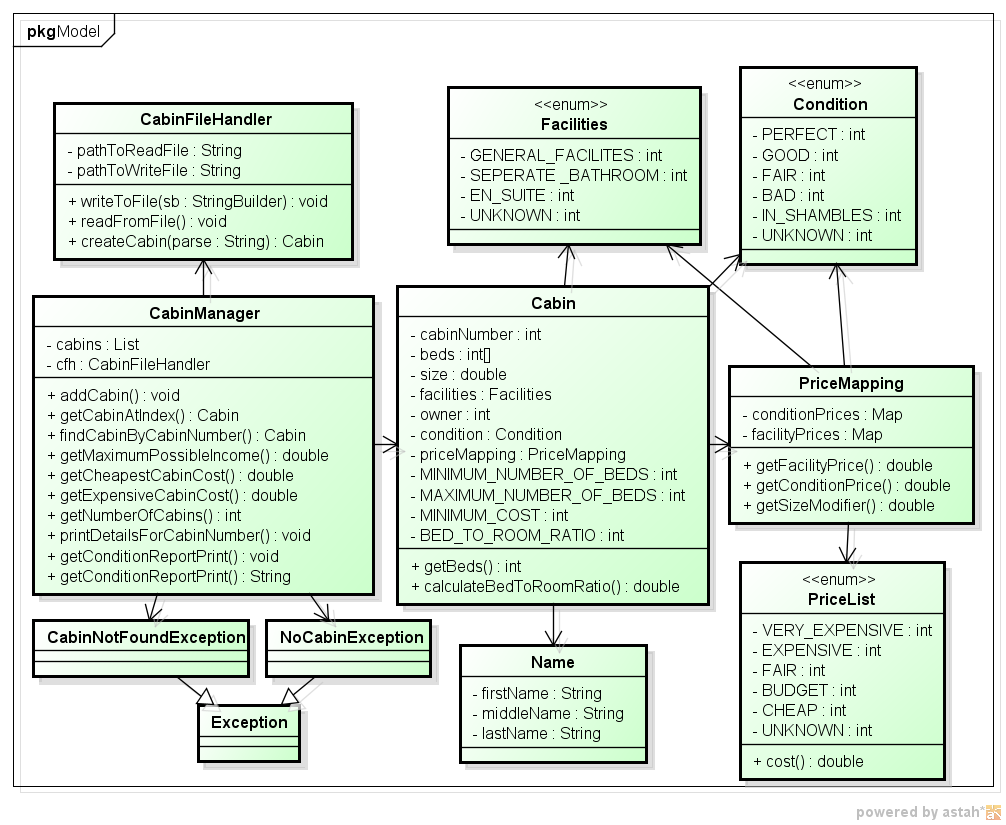 pkg Model
CabinFileHandler
- pathToReadFile : String
- pathToWriteFile : String
+ writeToFile(sb : StringBuilder) : void
+ readFromFile() : void
+ createCabin(parse : String) : Cabin
<<enum>>
Facilities
- GENERAL_FACILITES : int
- SEPERATE _BATHROOM : int
- EN_SUITE : int
- UNKNOWN : int
<<enum>>
Condition
- PERFECT : int
- GOOD : int
- FAIR : int
- BAD : int
- IN_SHAMBLES : int
- UNKNOWN : int
CabinManager
- cabins : List
- cfh : CabinFileHandler
+ addCabin() : void
+ getCabinAtIndex() : Cabin
+ findCabinByCabinNumber() : Cabin
+ getMaximumPossibleIncome() : double
+ getCheapestCabinCost() : double
+ getExpensiveCabinCost() : double
+ getNumberOfCabins() : int
+ printDetailsForCabinNumber() : void
+ getConditionReportPrint() : void
+ getConditionReportPrint() : String
Cabin
- cabinNumber : int
- beds : int[]
- size : double
- facilities : Facilities
- owner : int
- condition : Condition
- priceMapping : PriceMapping
- MINIMUM_NUMBER_OF_BEDS : int
- MAXIMUM_NUMBER_OF_BEDS : int
- MINIMUM_COST : int
- BED_TO_ROOM_RATIO : int
+ getBeds() : int
+ calculateBedToRoomRatio() : double
PriceMapping
- conditionPrices : Map
- facilityPrices : Map
+ getFacilityPrice() : double
+ getConditionPrice() : double
+ getSizeModifier() : double
CabinNotFoundException
NoCabinException
Exception
Name
- firstName : String
- middleName : String
- lastName : String
<<enum>>
PriceList
- VERY_EXPENSIVE : int
- EXPENSIVE : int
- FAIR : int
- BUDGET : int
- CHEAP : int
- UNKNOWN : int
+ cost() : double
powered by astah*